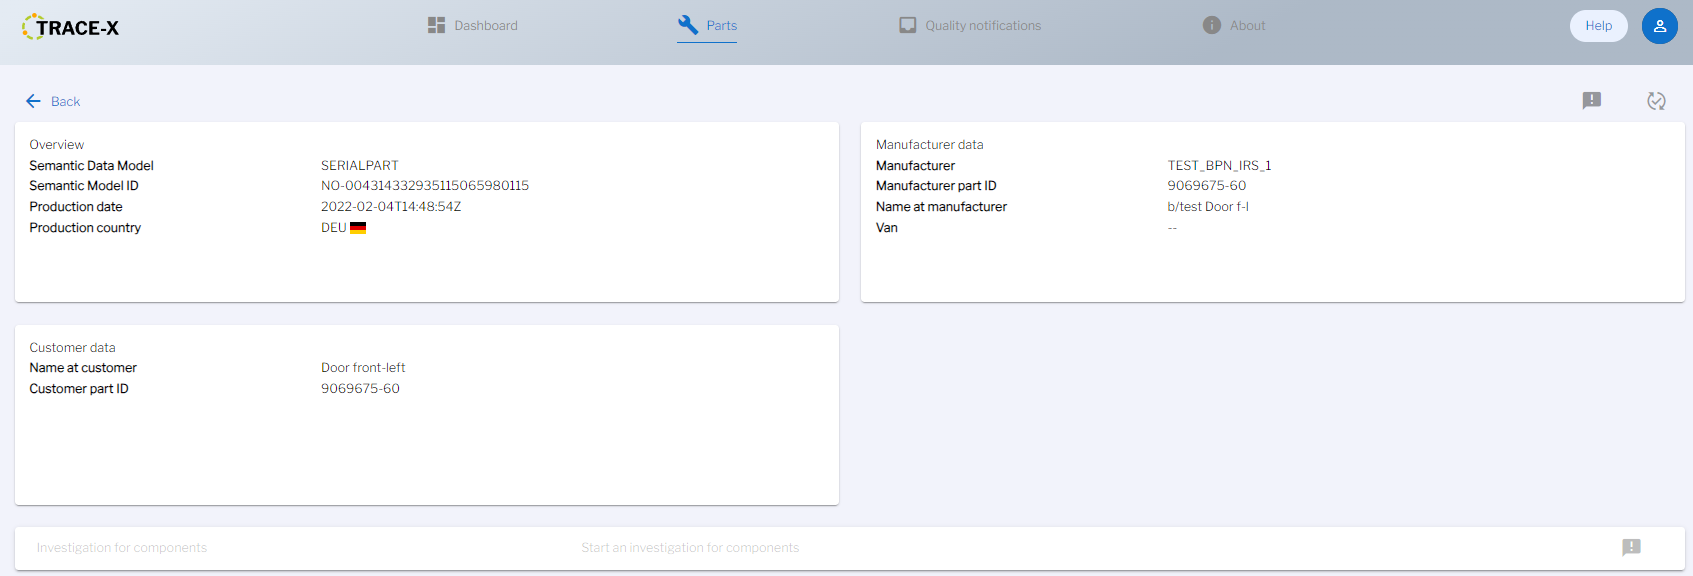 TRACE-X
Dashboard
Parts
Quality notifications
About
Help
Back
Overview
Semantic Data Model SERIALPART
Semantic Model ID NO-004314332935115065980115
Production date 2022-02-04T14:48:54Z
Production country DEU
Manufacturer data
Manufacturer TEST_BPN_IRS_1
Manufacturer part ID 9069675-60
Name at manufacturer b/test Door f-l
Van --
Customer data
Name at customer Door front-left
Customer part ID 9069675-60
Investigation for components Start an investigation for components